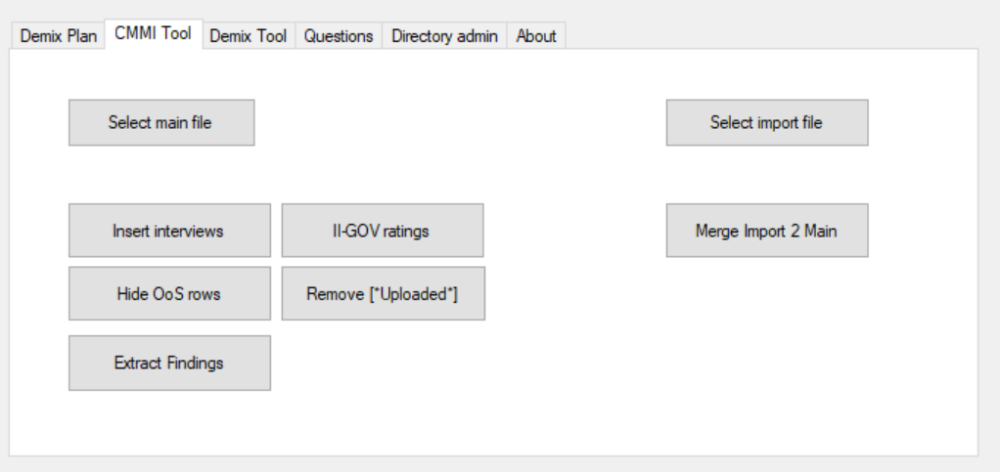 Demix Plan CMMI Tool Demix Tool Questions Directory admin About
Select main file Select import file
Insert interviews II-GOV ratings Merge Import 2 Main
Hide OoS rows Remove [*Uploaded*]
Extract Findings